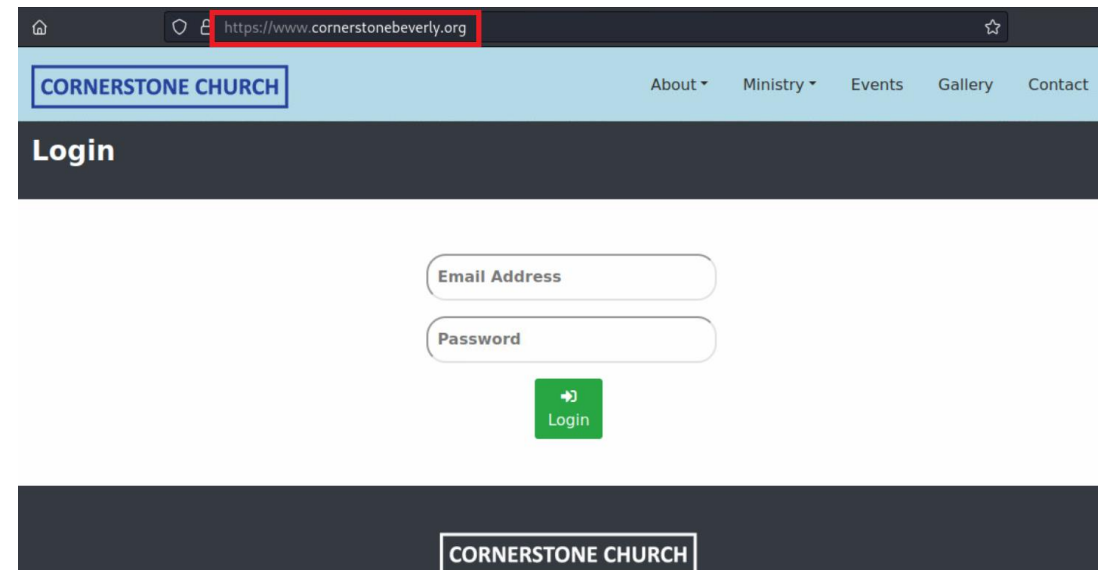 https://www.cornerstonebeverly.org
CORNERSTONE CHURCH
About Ministry Events Gallery Contact
Login
Email Address
Password
Login
CORNERSTONE CHURCH